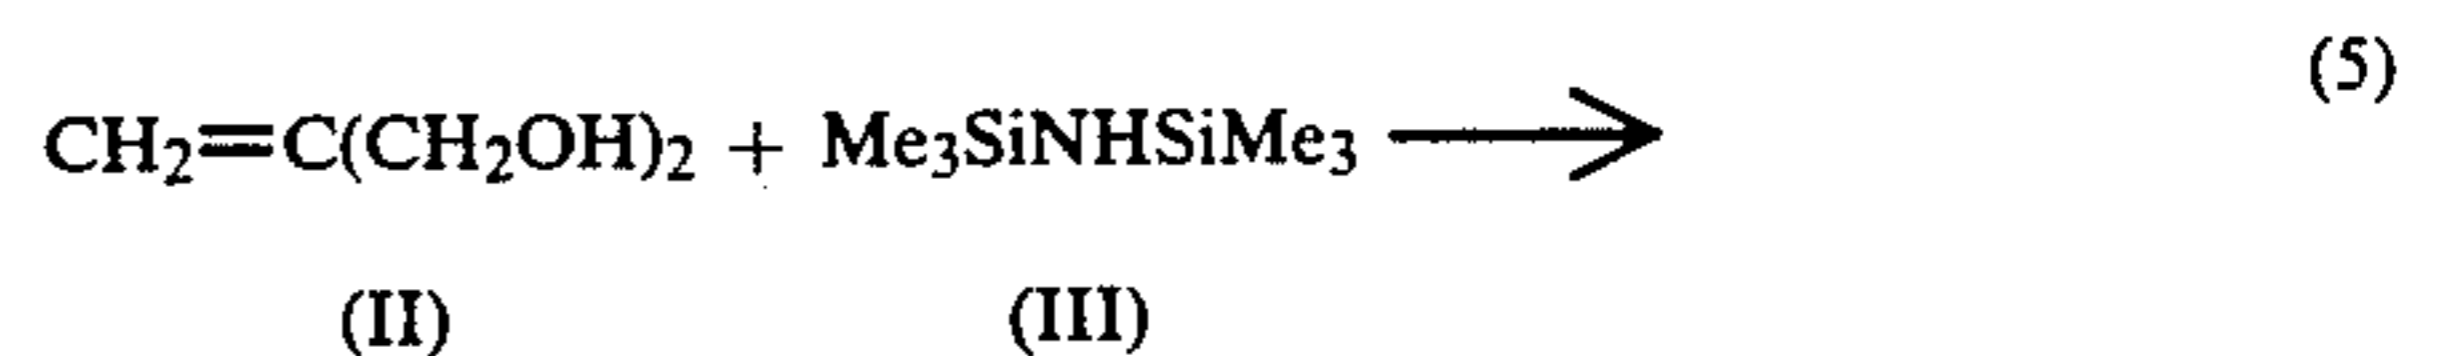 (5)
CH₂=C(CH₂OH)₂ + Me₃SiNHSiMe₃ ⟶
(II) (III)